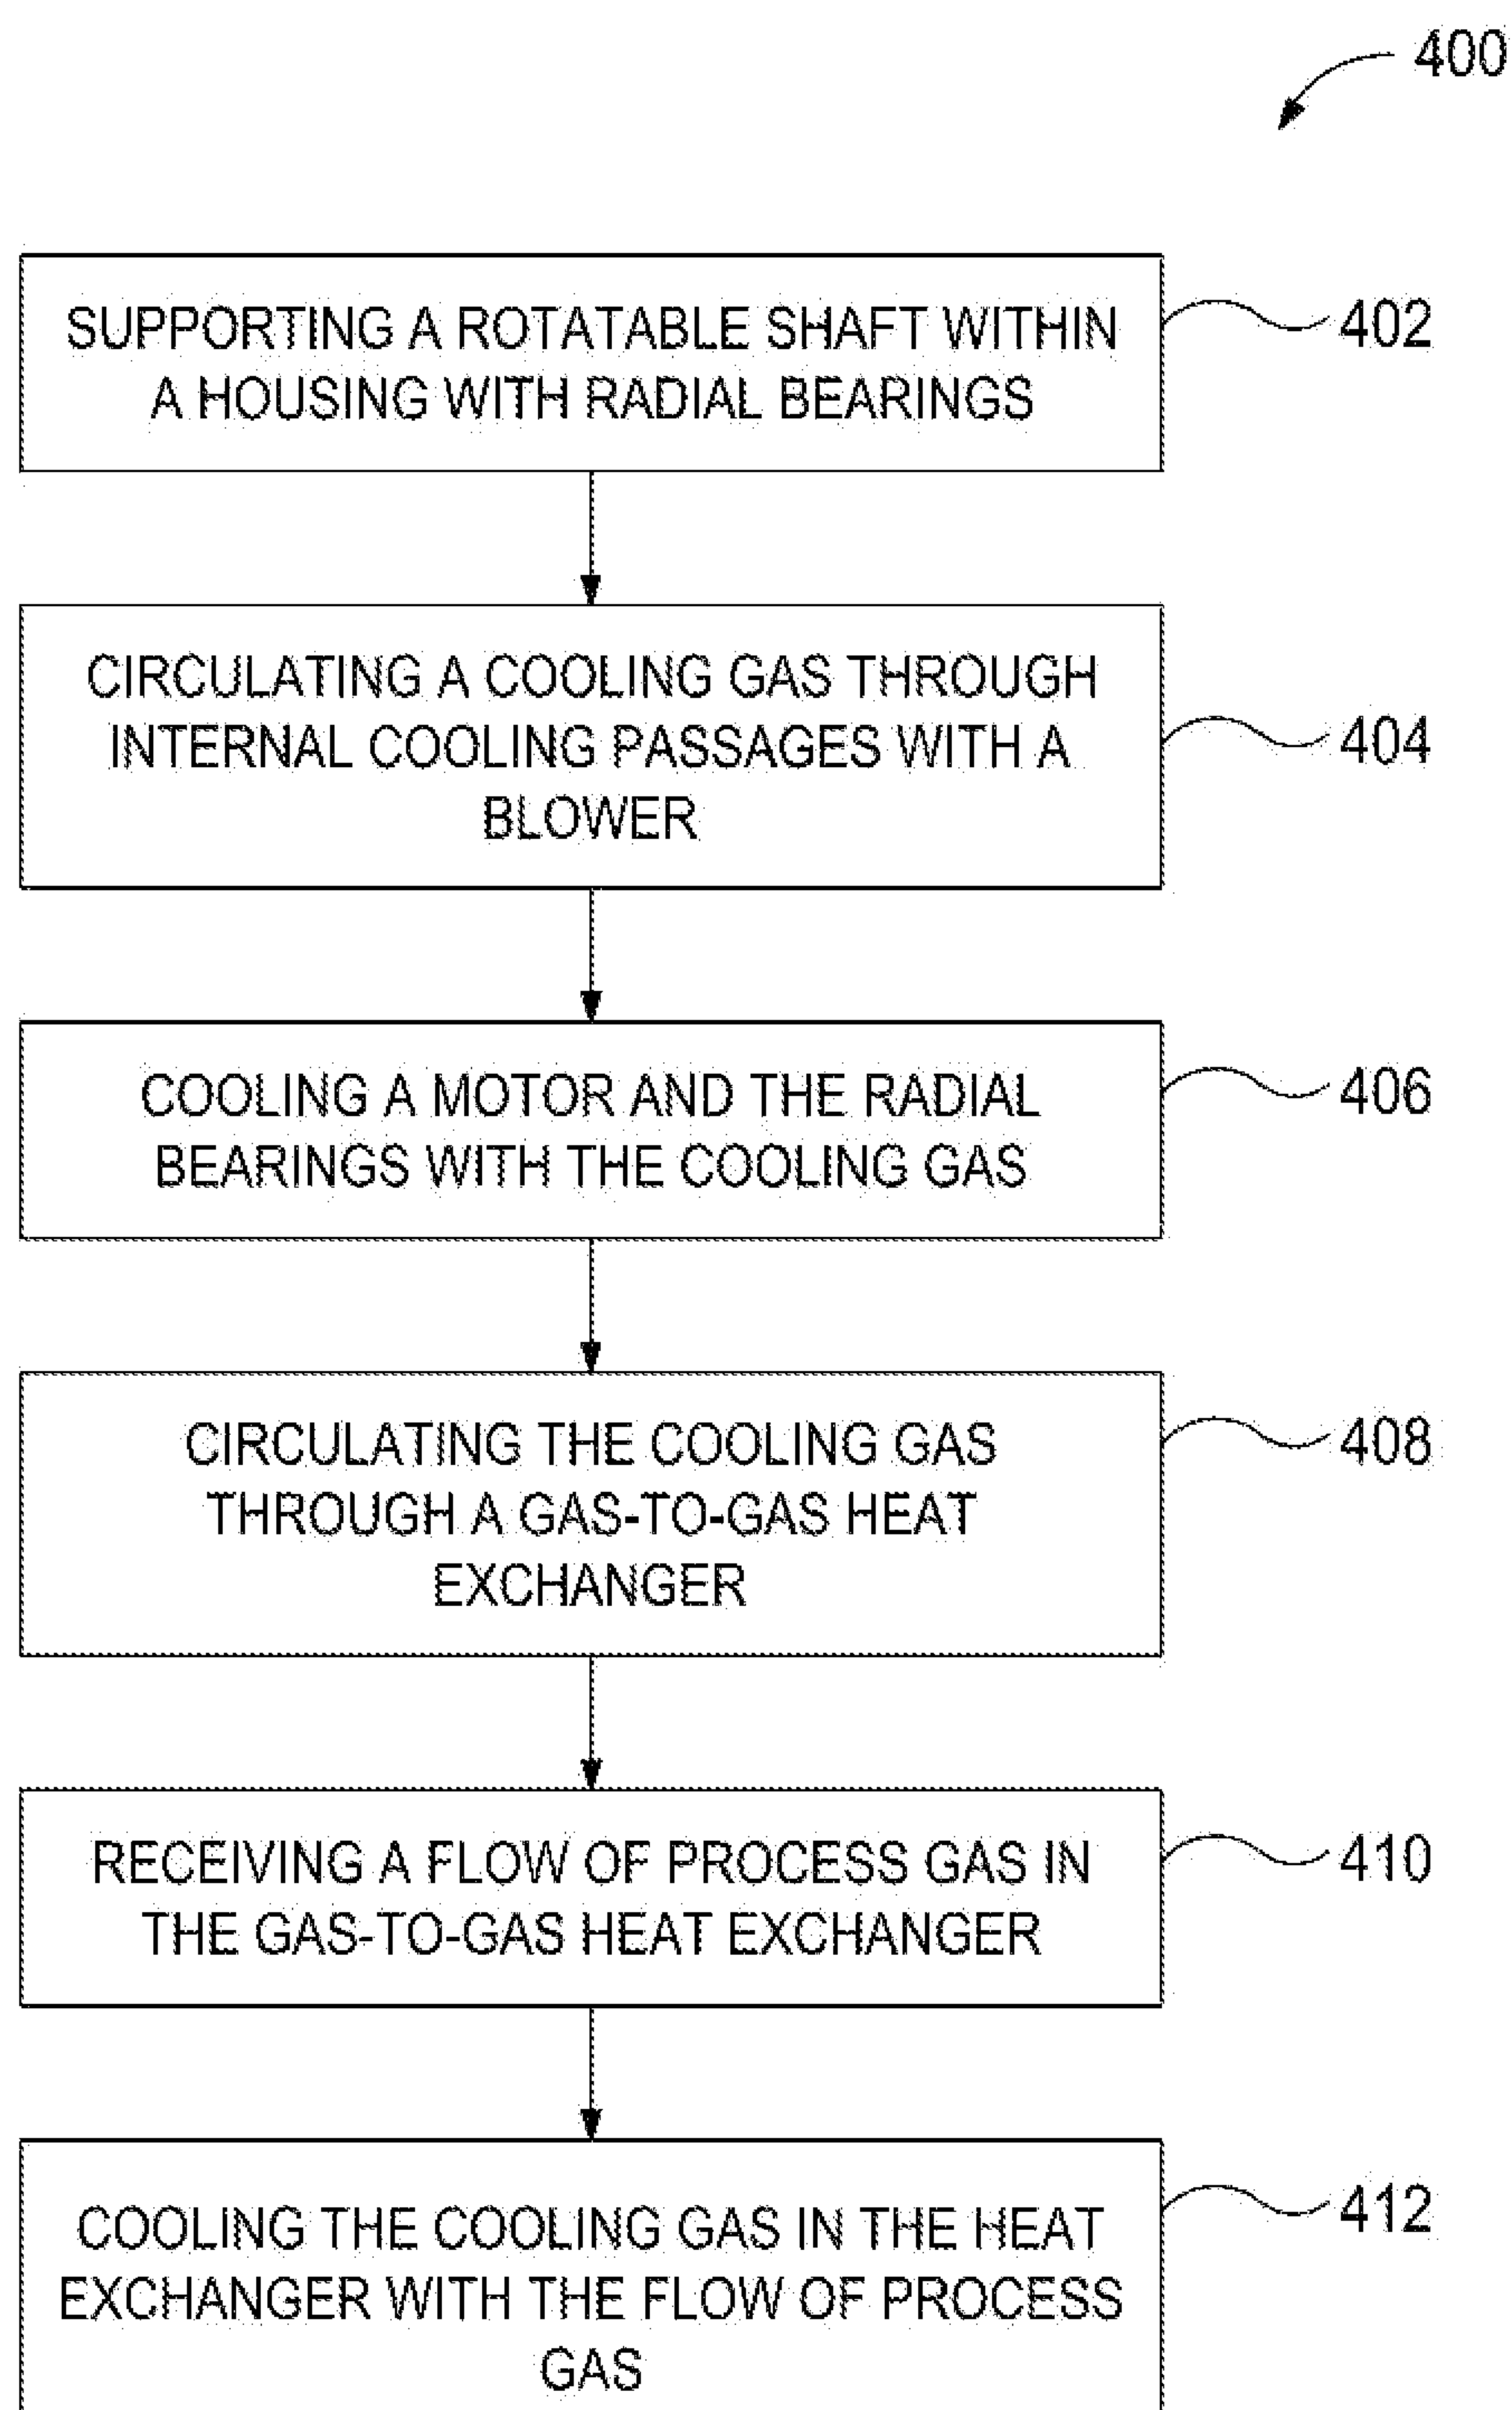 400
SUPPORTING A ROTATABLE SHAFT WITHIN
A HOUSING WITH RADIAL BEARINGS
402
CIRCULATING A COOLING GAS THROUGH
INTERNAL COOLING PASSAGES WITH A
BLOWER
404
COOLING A MOTOR AND THE RADIAL
BEARINGS WITH THE COOLING GAS
406
CIRCULATING THE COOLING GAS
THROUGH A GAS-TO-GAS HEAT
EXCHANGER
408
RECEIVING A FLOW OF PROCESS GAS IN
THE GAS-TO-GAS HEAT EXCHANGER
410
COOLING THE COOLING GAS IN THE HEAT
EXCHANGER WITH THE FLOW OF PROCESS
GAS
412